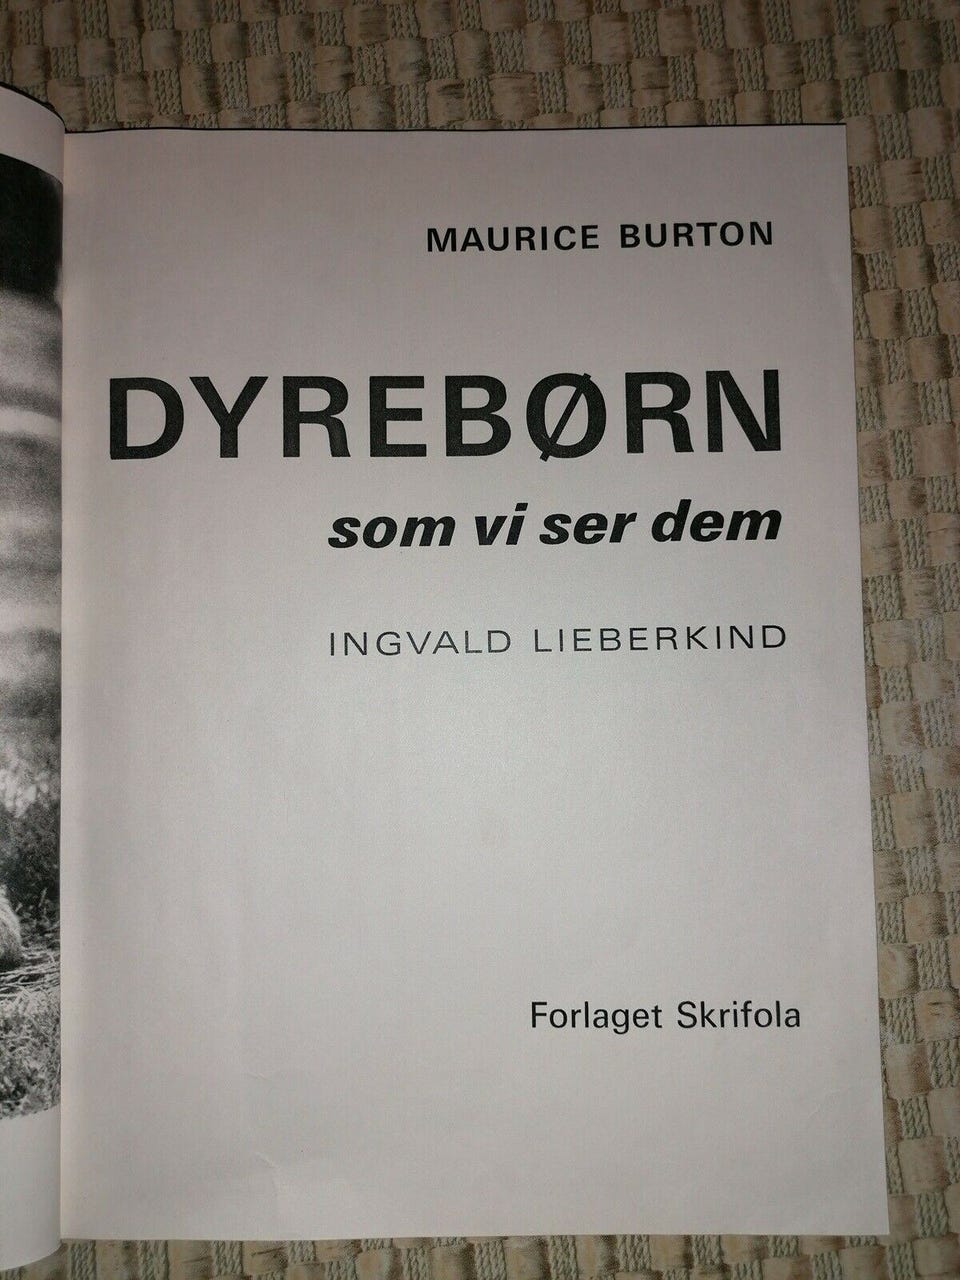 MAURICE BURTON
DYREBØRN
som vi ser dem
INGVALD LIEBERKIND
Forlaget Skrifola